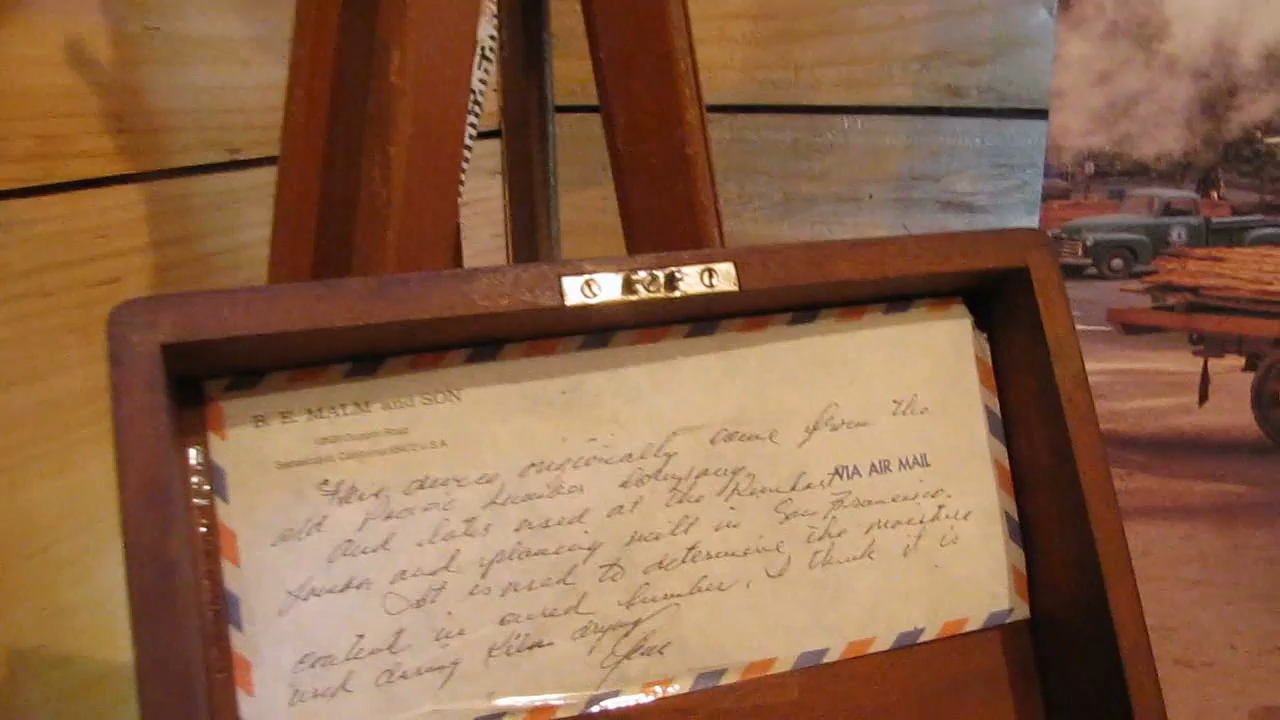 B. E. MALM and SON
This device originally came from the
old Pacific Lumber Company
VIA AIR MAIL
and later used at the
and planing mill in San Francisco.
It is used to determine the moisture
content in cured lumber. I think it is
used during kiln drying